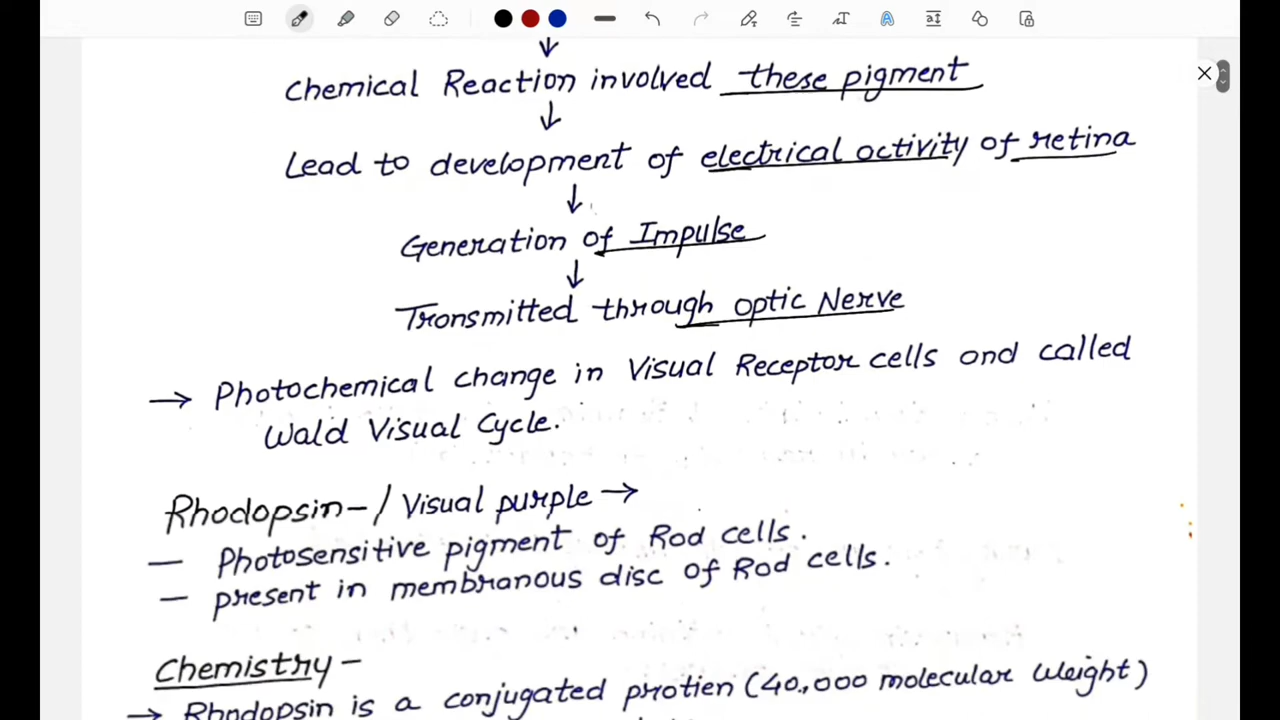 ↓
Chemical Reaction involved these pigment
↓
Lead to development of electrical activity of retina
↓
Generation of Impulse
↓
Transmitted through optic Nerve
→ Photochemical change in Visual Receptor cells and called
Wald Visual Cycle.
Rhodopsin - / Visual purple →
— Photosensitive pigment of Rod cells.
— present in membranous disc of Rod cells.
Chemistry -
→ Rhodopsin is a conjugated protien (40,000 molecular weight)